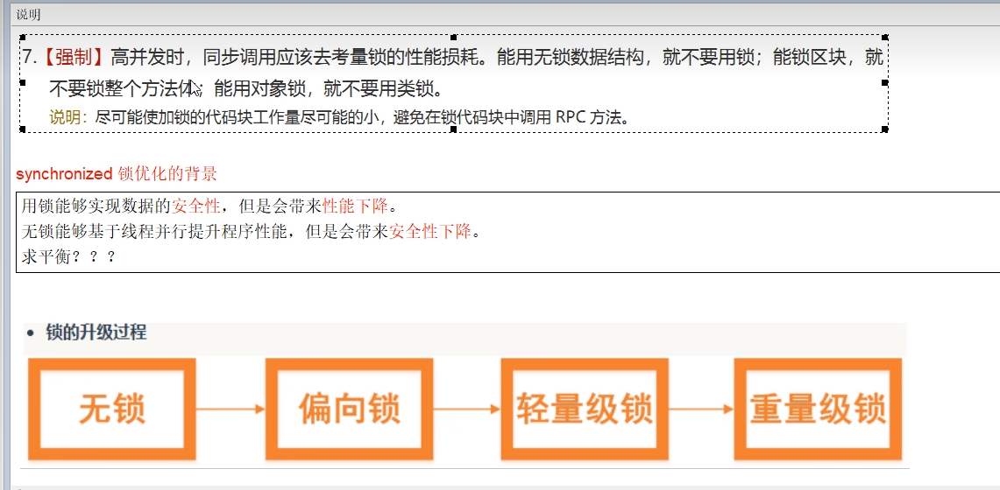 说明
7.【强制】高并发时，同步调用应该去考量锁的性能损耗。能用无锁数据结构，就不要用锁；能锁区块，就
不要锁整个方法体；能用对象锁，就不要用类锁。
说明：尽可能使加锁的代码块工作量尽可能的小，避免在锁代码块中调用 RPC 方法。
synchronized 锁优化的背景
用锁能够实现数据的安全性，但是会带来性能下降。
无锁能够基于线程并行提升程序性能，但是会带来安全性下降。
求平衡？？？
• 锁的升级过程
无锁 偏向锁 轻量级锁 重量级锁